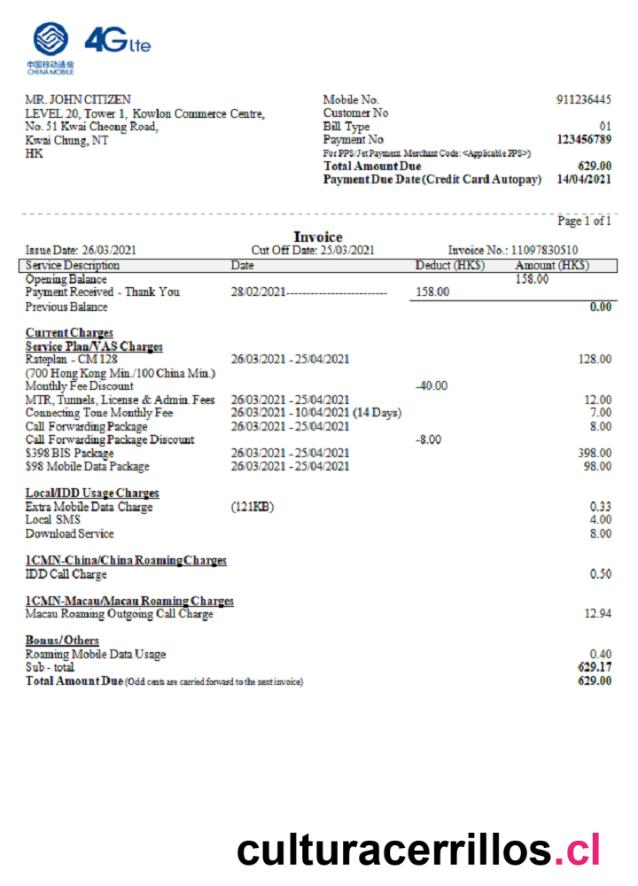 4G lte
中国移动通信
CHINA MOBILE
MR. JOHN CITIZEN
LEVEL 20, Tower 1, Kowlon Commerce Centre,
No. 51 Kwai Cheong Road,
Kwai Chung, NT
HK
Mobile No. 911236445
Customer No
Bill Type 01
Payment No 123456789
For PPS/Jet Payment Merchant Code: <Applicable PPS>)
Total Amount Due 629.00
Payment Due Date (Credit Card Autopay) 14/04/2021
Page 1 of 1
Invoice
Issue Date: 26/03/2021 Cut Off Date: 25/03/2021 Invoice No.: 11097830510
Service Description Date Deduct (HK$) Amount (HK$)
Opening Balance 158.00
Payment Received - Thank You 28/02/2021-------------------------- 158.00
Previous Balance 0.00
Current Charges
Service Plan/VAS Charges
Rateplan - CM 128 26/03/2021 - 25/04/2021 128.00
(700 Hong Kong Min./100 China Min.)
Monthly Fee Discount -40.00
MTR, Tunnels, License & Admin. Fees 26/03/2021 - 25/04/2021 12.00
Connecting Tone Monthly Fee 26/03/2021 - 10/04/2021 (14 Days) 7.00
Call Forwarding Package 26/03/2021 - 25/04/2021 8.00
Call Forwarding Package Discount -8.00
$398 BIS Package 26/03/2021 - 25/04/2021 398.00
$98 Mobile Data Package 26/03/2021 - 25/04/2021 98.00
Local/IDD Usage Charges
Extra Mobile Data Charge (121KB) 0.33
Local SMS 4.00
Download Service 8.00
1CMN-China/China Roaming Charges
IDD Call Charge 0.50
1CMN-Macau/Macau Roaming Charges
Macau Roaming Outgoing Call Charge 12.94
Bonus/Others
Roaming Mobile Data Usage 0.40
Sub - total 629.17
Total Amount Due (Odd cents are carried forward to the next invoice) 629.00
culturacerrillos.cl